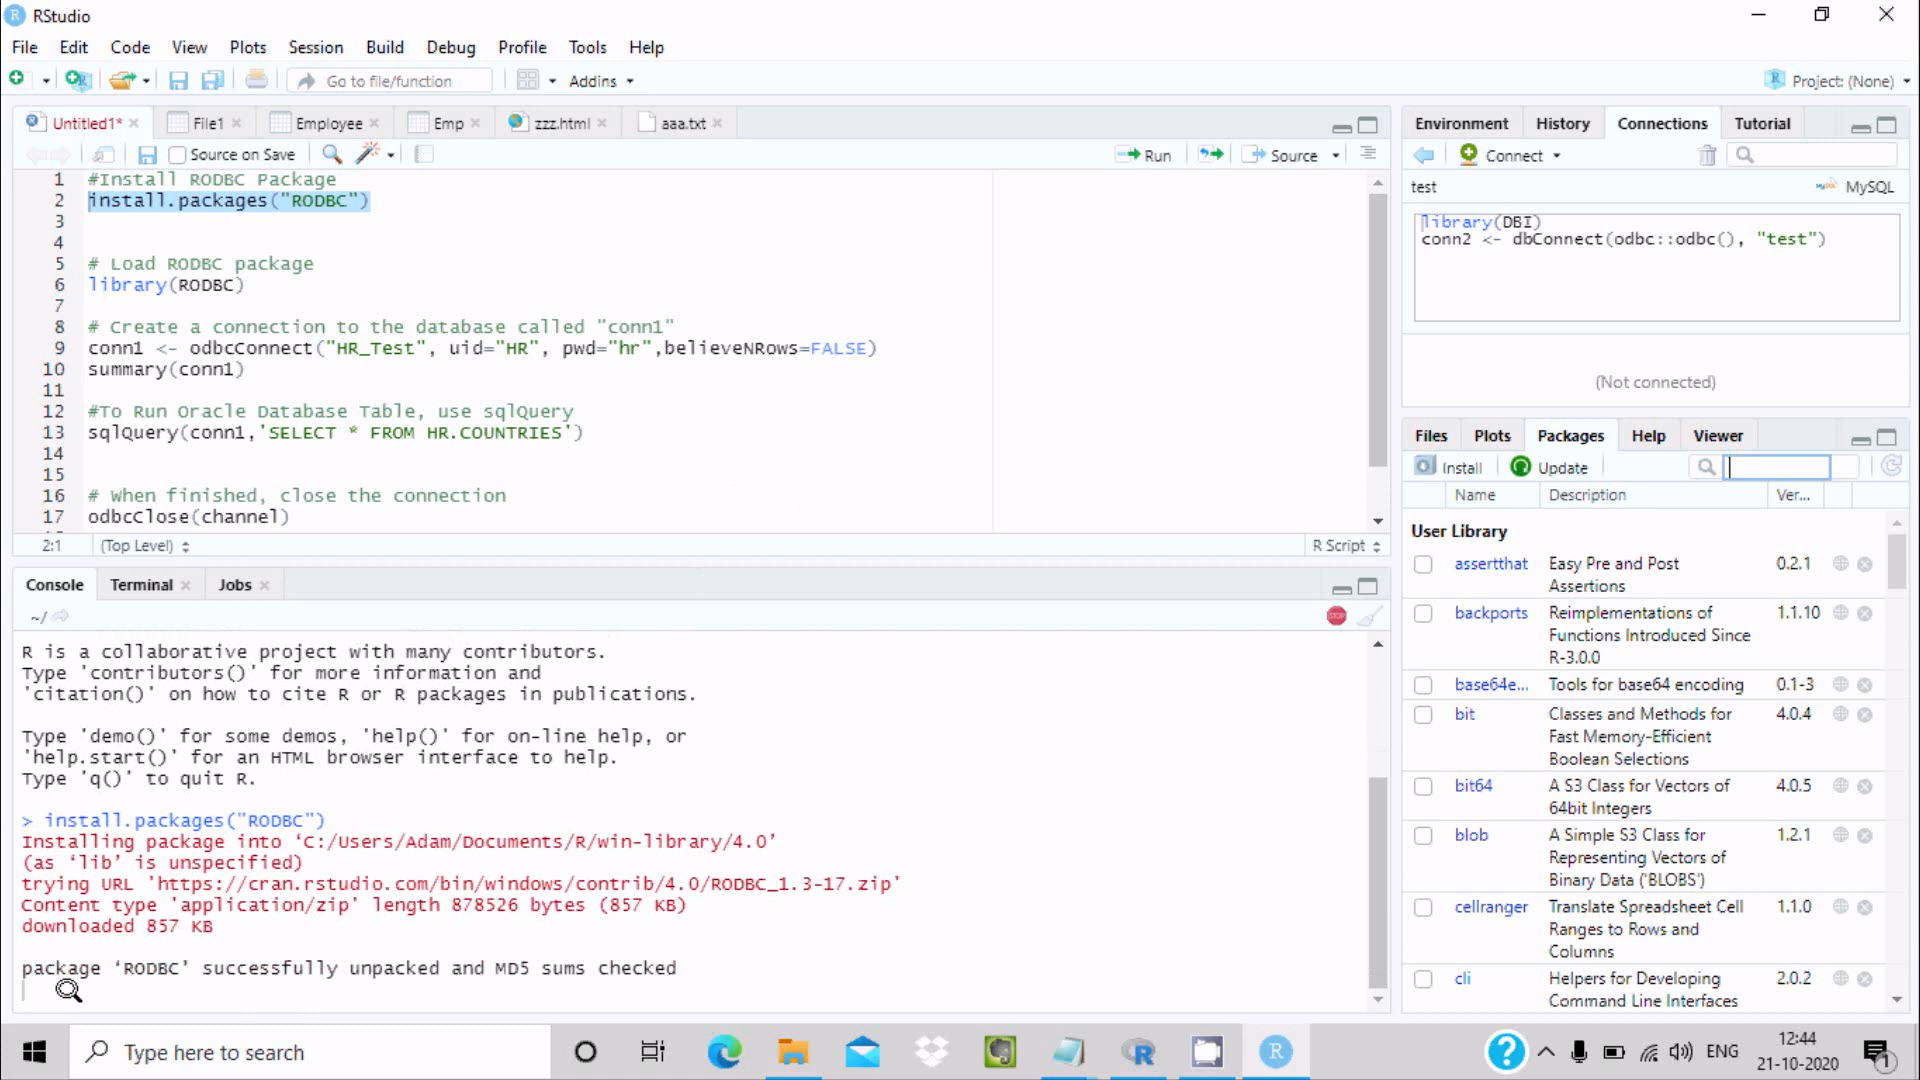 RStudio
File Edit Code View Plots Session Build Debug Profile Tools Help
Go to file/function Addins Project: (None)
Untitled1* File1 Employee Emp zzz.html aaa.txt
Source on Save Run Source
1 #Install RODBC Package
2 install.packages("RODBC")
3
4
5 # Load RODBC package
6 library(RODBC)
7
8 # Create a connection to the database called "conn1"
9 conn1 <- odbcConnect("HR_Test", uid="HR", pwd="hr",believeNRows=FALSE)
10 summary(conn1)
11
12 #To Run Oracle Database Table, use sqlQuery
13 sqlQuery(conn1,'SELECT * FROM HR.COUNTRIES')
14
15
16 # When finished, close the connection
17 odbcClose(channel)
2:1 (Top Level) R Script
Console Terminal Jobs
~/
R is a collaborative project with many contributors.
Type 'contributors()' for more information and
'citation()' on how to cite R or R packages in publications.
Type 'demo()' for some demos, 'help()' for on-line help, or
'help.start()' for an HTML browser interface to help.
Type 'q()' to quit R.
> install.packages("RODBC")
Installing package into ‘C:/Users/Adam/Documents/R/win-library/4.0’
(as ‘lib’ is unspecified)
trying URL 'https://cran.rstudio.com/bin/windows/contrib/4.0/RODBC_1.3-17.zip'
Content type 'application/zip' length 878526 bytes (857 KB)
downloaded 857 KB
package ‘RODBC’ successfully unpacked and MD5 sums checked
Environment History Connections Tutorial
Connect
test MySQL
library(DBI)
conn2 <- dbConnect(odbc::odbc(), "test")
(Not connected)
Files Plots Packages Help Viewer
Install Update
Name Description Ver...
User Library
assertthat Easy Pre and Post 0.2.1
Assertions
backports Reimplementations of 1.1.10
Functions Introduced Since
R-3.0.0
base64e... Tools for base64 encoding 0.1-3
bit Classes and Methods for 4.0.4
Fast Memory-Efficient
Boolean Selections
bit64 A S3 Class for Vectors of 4.0.5
64bit Integers
blob A Simple S3 Class for 1.2.1
Representing Vectors of
Binary Data ('BLOBS')
cellranger Translate Spreadsheet Cell 1.1.0
Ranges to Rows and
Columns
cli Helpers for Developing 2.0.2
Command Line Interfaces
Type here to search
ENG
12:44
21-10-2020
1